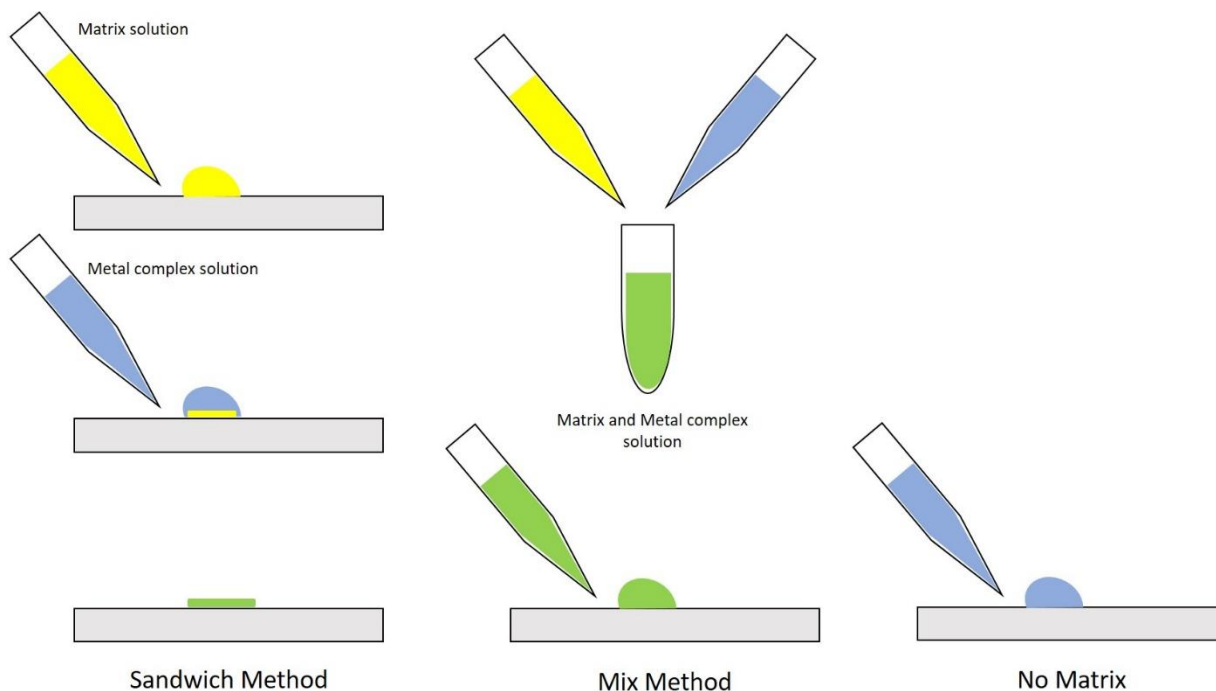 Matrix solution
Metal complex solution
Matrix and Metal complex
solution
Sandwich Method
Mix Method
No Matrix